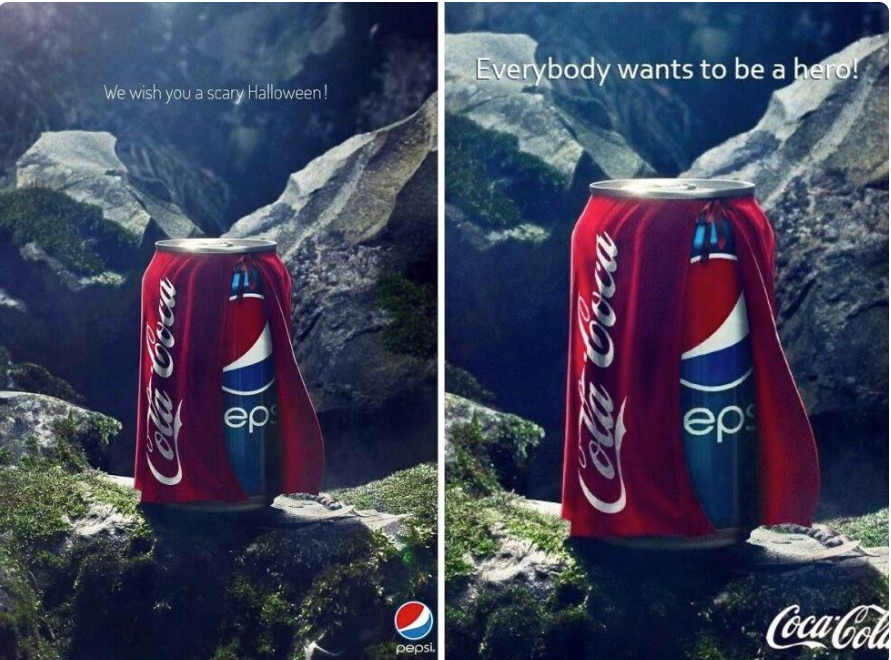 We wish you a scary Halloween!
Cola Coca
eps
pepsi.
Everybody wants to be a hero!
Cola Coca
eps
Coca-Cola